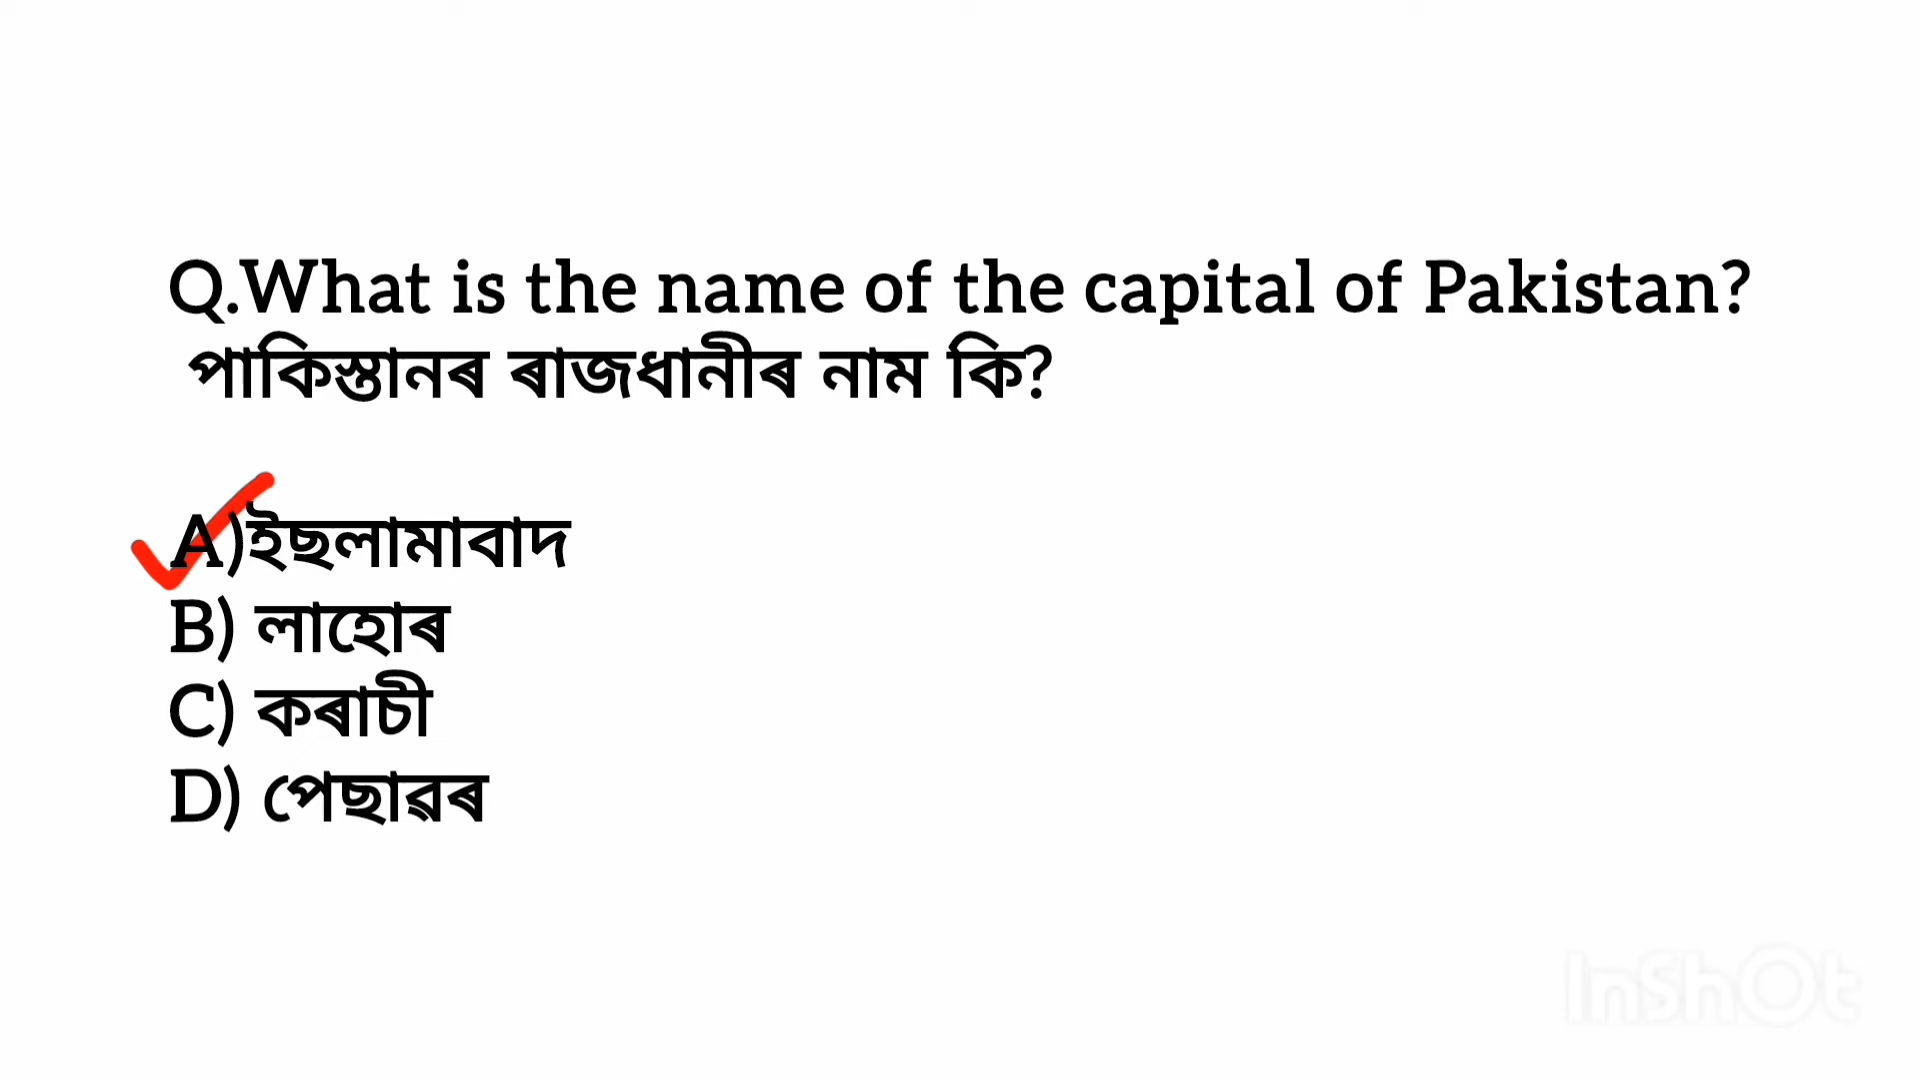 Q.What is the name of the capital of Pakistan?
পাকিস্তানৰ ৰাজধানীৰ নাম কি?
A)ইছলামাবাদ
B) লাহোৰ
C) কৰাচী
D) পেছাৱৰ
InShOt